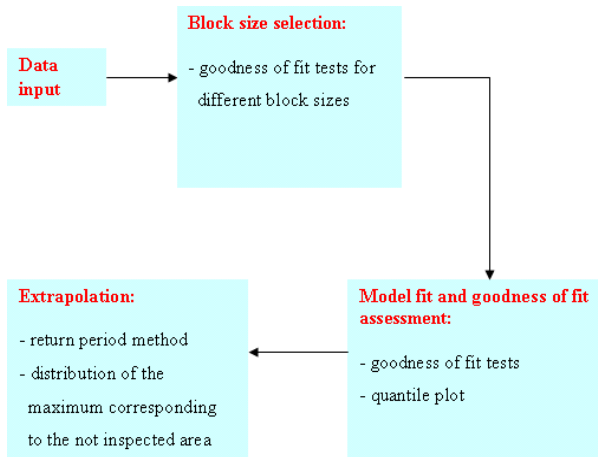 Data
input
Block size selection:
- goodness of fit tests for
different block sizes
Model fit and goodness of fit
assessment:
- goodness of fit tests
- quantile plot
Extrapolation:
- return period method
- distribution of the
maximum corresponding
to the not inspected area